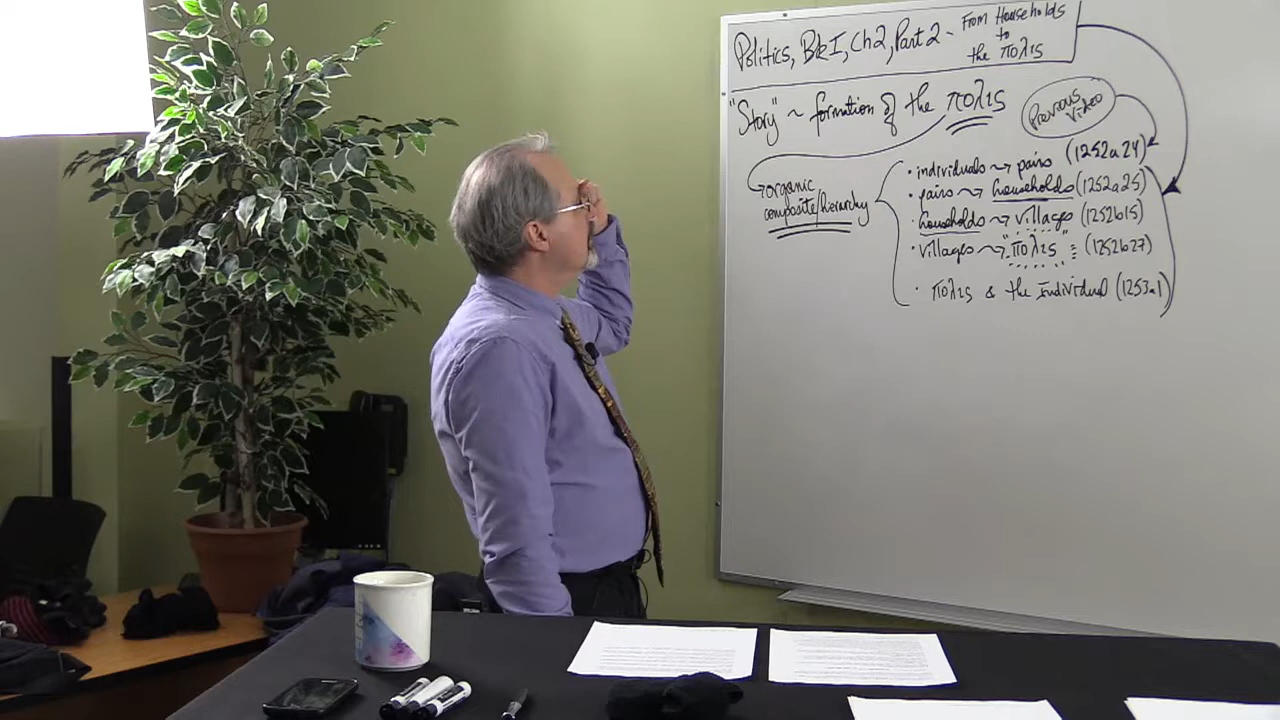 Politics, Bk I, Ch 2, Part 2 ~ From Households
to
the πολις
"Story" ~ formation of the πολις
Previous
Video
organic
composite/hierarchy
• individuals ~> pairs (1252a24)
• pairs ~> households (1252a25)
• households ~> villages (1252b15)
• villages ~> "πολις" (1252b27)
• πολις & the individual (1253a1)